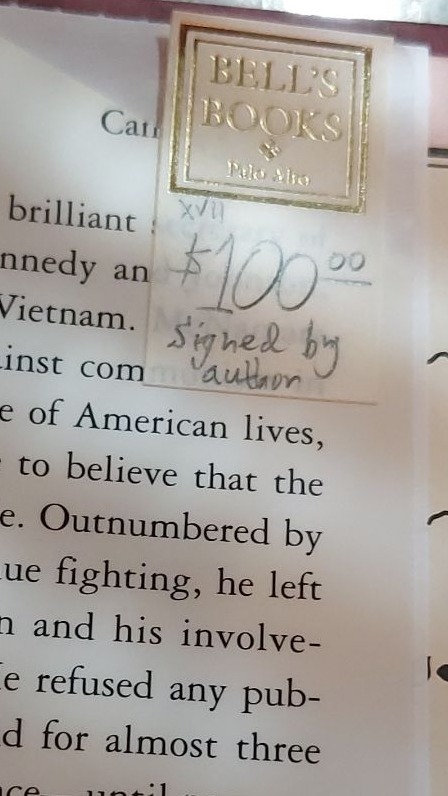 BELL'S
BOOKS
Palo Alto
XVII
$100.00
Signed by
author
brilliant
nnedy an
Vietnam.
inst com
e of American lives,
to believe that the
e. Outnumbered by
ue fighting, he left
n and his involve-
e refused any pub-
d for almost three
until